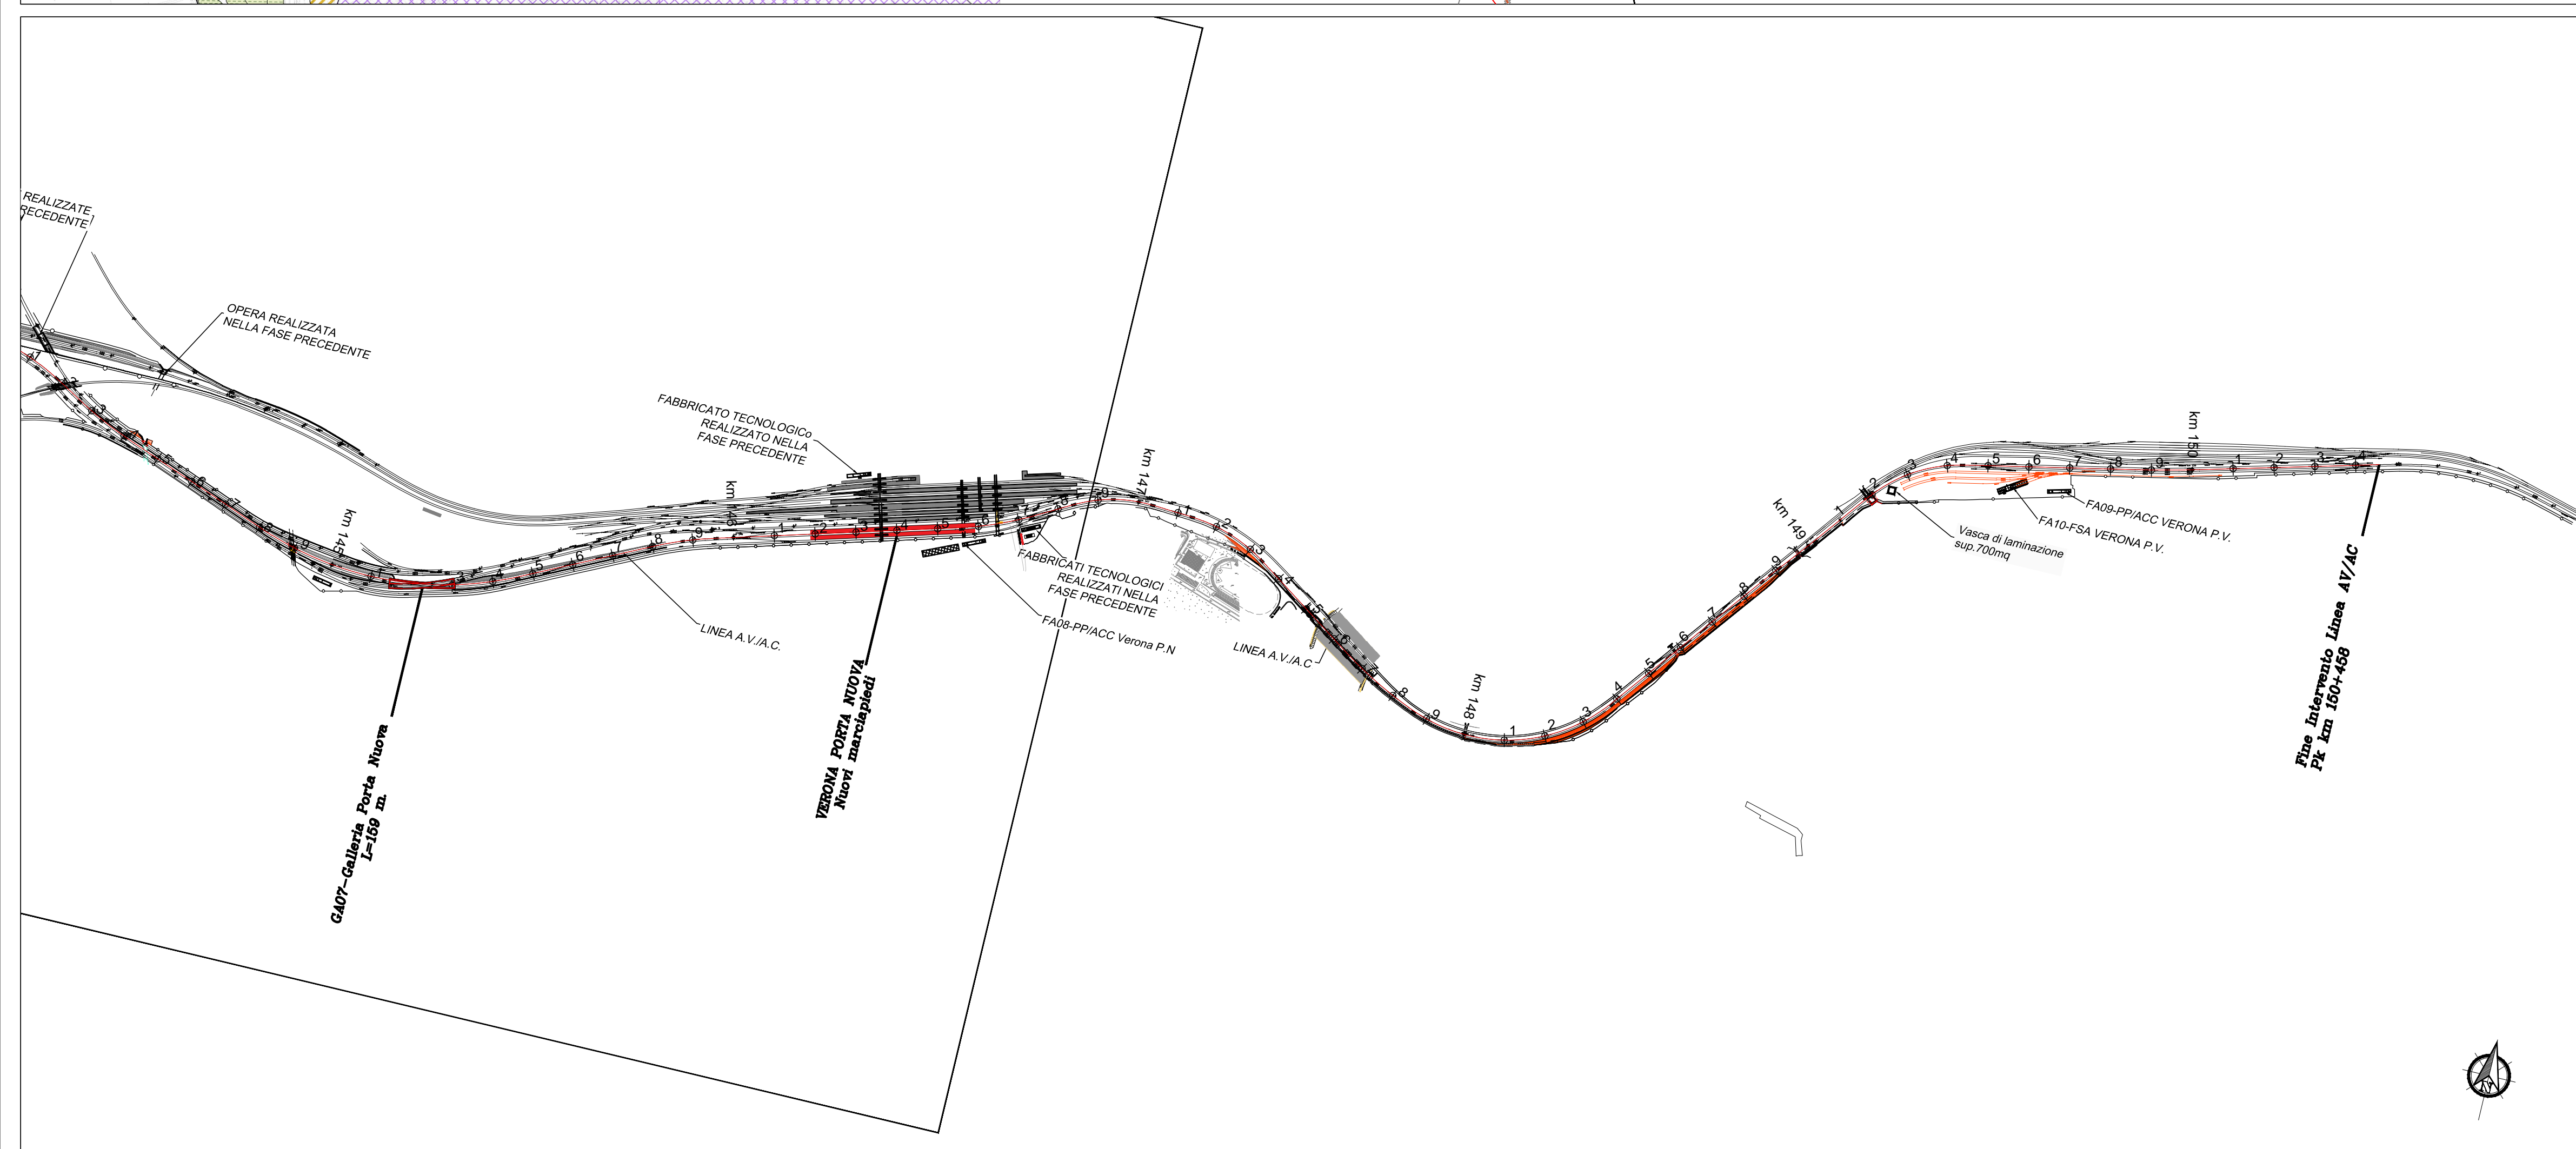 REALIZZATE
RECEDENTE
OPERA REALIZZATA
NELLA FASE PRECEDENTE
FABBRICATO TECNOLOGICo
REALIZZATO NELLA
FASE PRECEDENTE
km 145
km 146
km 147
km 148
km 149
km 150
LINEA A.V./A.C.
GA07-Galleria Porta Nuova
L=159 m.
VERONA PORTA NUOVA
Nuovi marciapiedi
FABBRICATI TECNOLOGICI
REALIZZATI NELLA
FASE PRECEDENTE
FA08-PP/ACC Verona P.N
LINEA A.V./A.C
Vasca di laminazione
sup.700mq
FA10-FSA VERONA P.V.
FA09-PP/ACC VERONA P.V.
Fine Intervento Linea AV/AC
Pk km 150+458
N